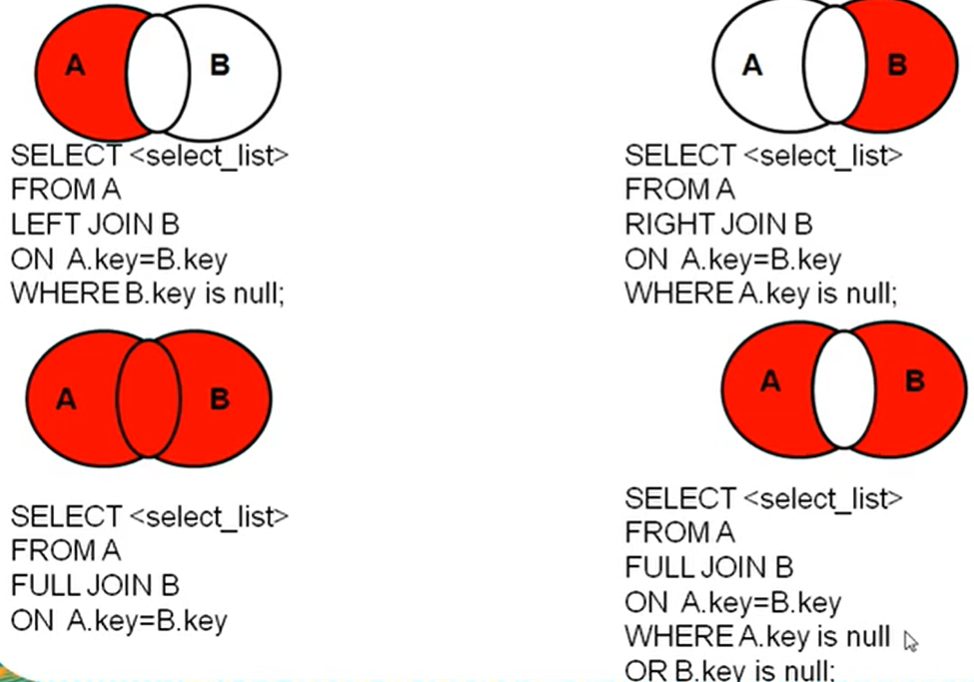 A B
SELECT <select_list>
FROM A
LEFT JOIN B
ON A.key=B.key
WHERE B.key is null;
A B
SELECT <select_list>
FROM A
RIGHT JOIN B
ON A.key=B.key
WHERE A.key is null;
A B
SELECT <select_list>
FROM A
FULL JOIN B
ON A.key=B.key
A B
SELECT <select_list>
FROM A
FULL JOIN B
ON A.key=B.key
WHERE A.key is null
OR B.key is null;